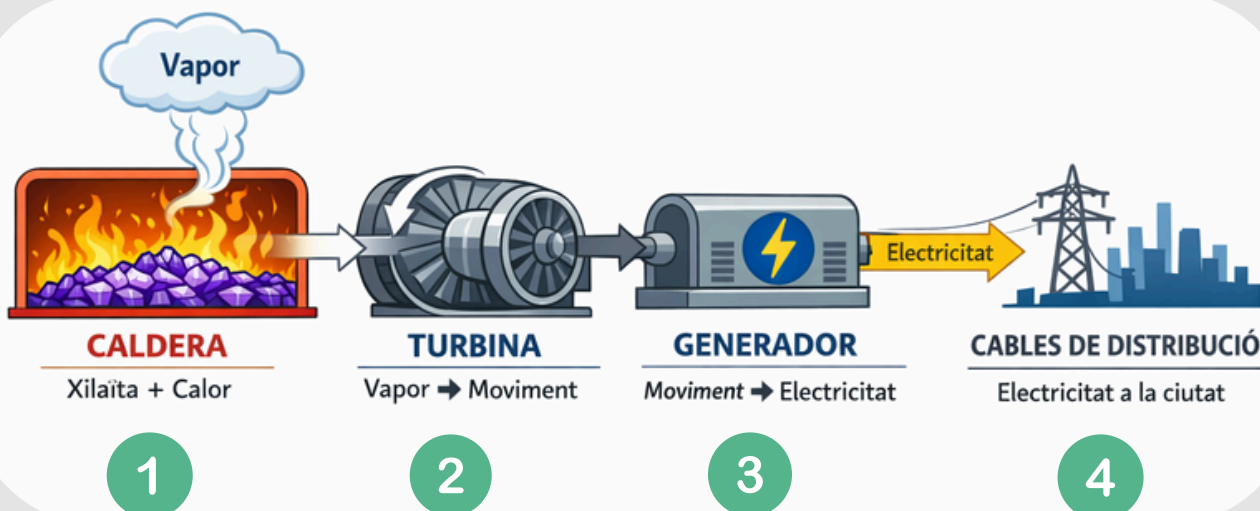 Vapor
Electricitat
CALDERA
Xilaïta + Calor
TURBINA
Vapor ➡ Moviment
GENERADOR
Moviment ➡ Electricitat
CABLES DE DISTRIBUCIÓ
Electricitat a la ciutat
1
2
3
4